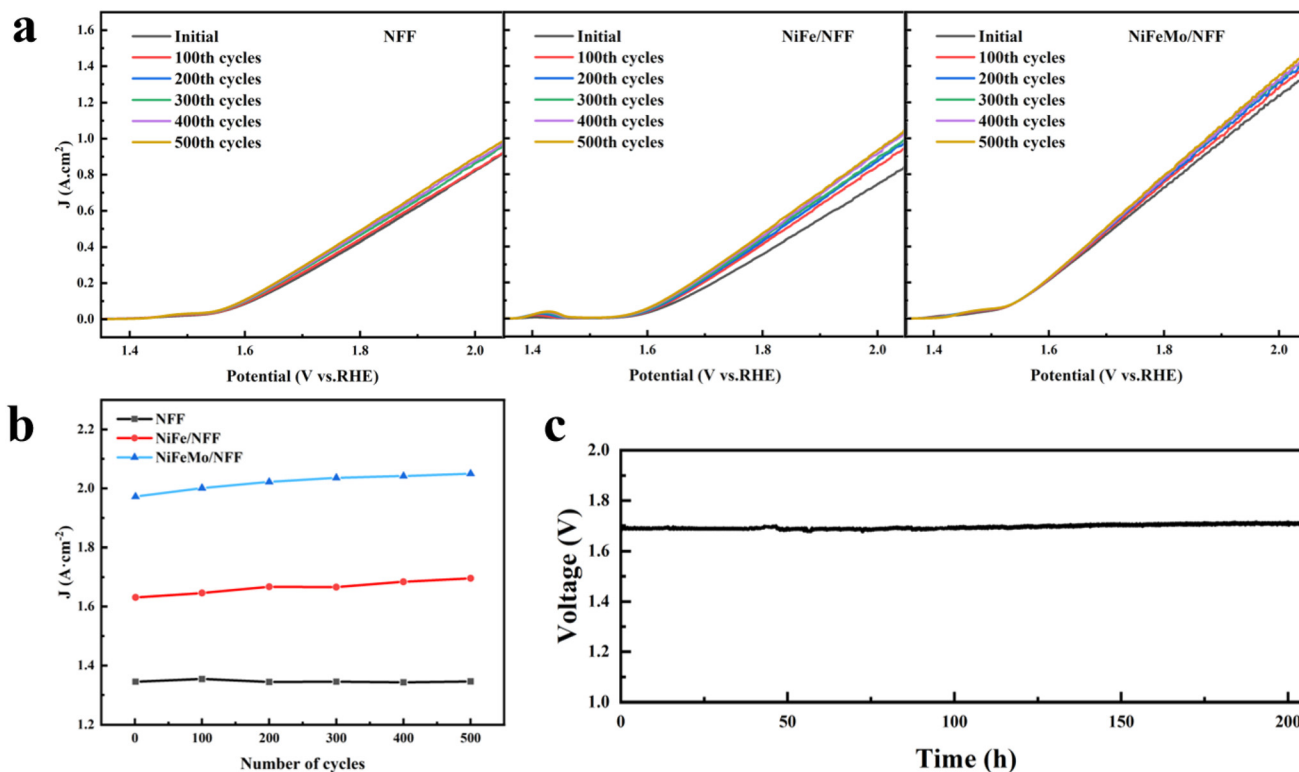 a
NFF
Initial
100th cycles
200th cycles
300th cycles
400th cycles
500th cycles
NiFe/NFF
Initial
100th cycles
200th cycles
300th cycles
400th cycles
500th cycles
NiFeMo/NFF
Initial
100th cycles
200th cycles
300th cycles
400th cycles
500th cycles
J (A.cm²)
1.6
1.4
1.2
1.0
0.8
0.6
0.4
0.2
0.0
1.4 1.6 1.8 2.0
1.4 1.6 1.8 2.0
1.4 1.6 1.8 2.0
Potential (V vs.RHE)
Potential (V vs.RHE)
Potential (V vs.RHE)
b
NFF
NiFe/NFF
NiFeMo/NFF
J (A·cm⁻²)
2.2
2.0
1.8
1.6
1.4
1.2
0 100 200 300 400 500
Number of cycles
c
Voltage (V)
2.0
1.8
1.6
1.4
1.2
1.0
0 50 100 150 200
Time (h)